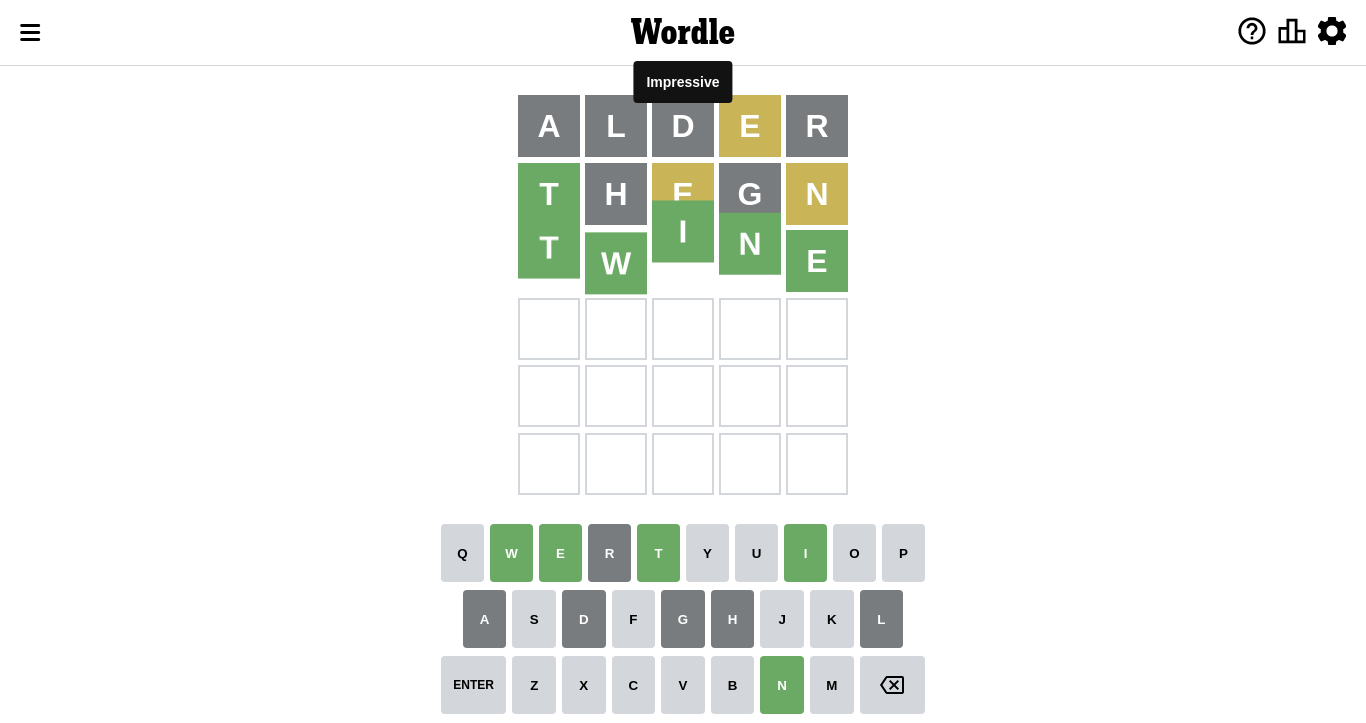 Wordle
Impressive
A L D E R
T H E G N
T W I N E
Q W E R T Y U I O P
A S D F G H J K L
ENTER Z X C V B N M